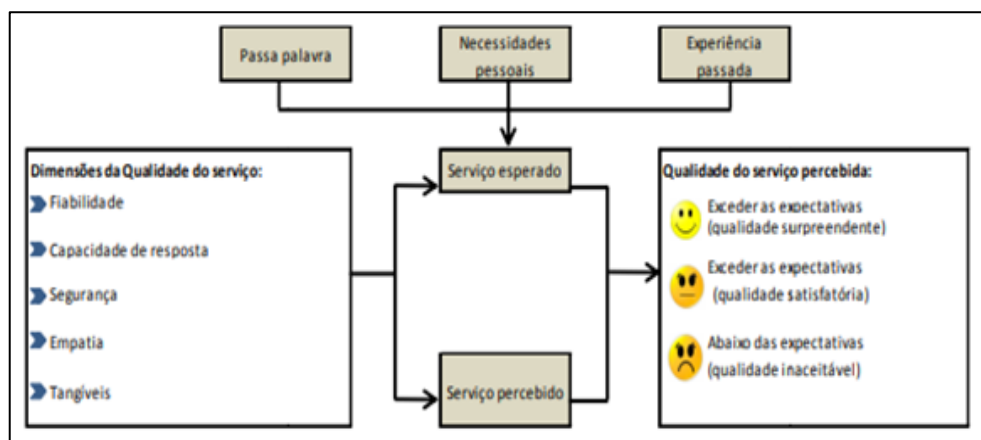 Passa palavra
Necessidades
pessoais
Experiência
passada
Dimensões da Qualidade do serviço:
Fiabilidade
Capacidade de resposta
Segurança
Empatia
Tangíveis
Serviço esperado
Serviço percebido
Qualidade do serviço percebida:
Exceder as expectativas
(qualidade surpreendente)
Exceder as expectativas
(qualidade satisfatória)
Abaixo das expectativas
(qualidade inaceitável)